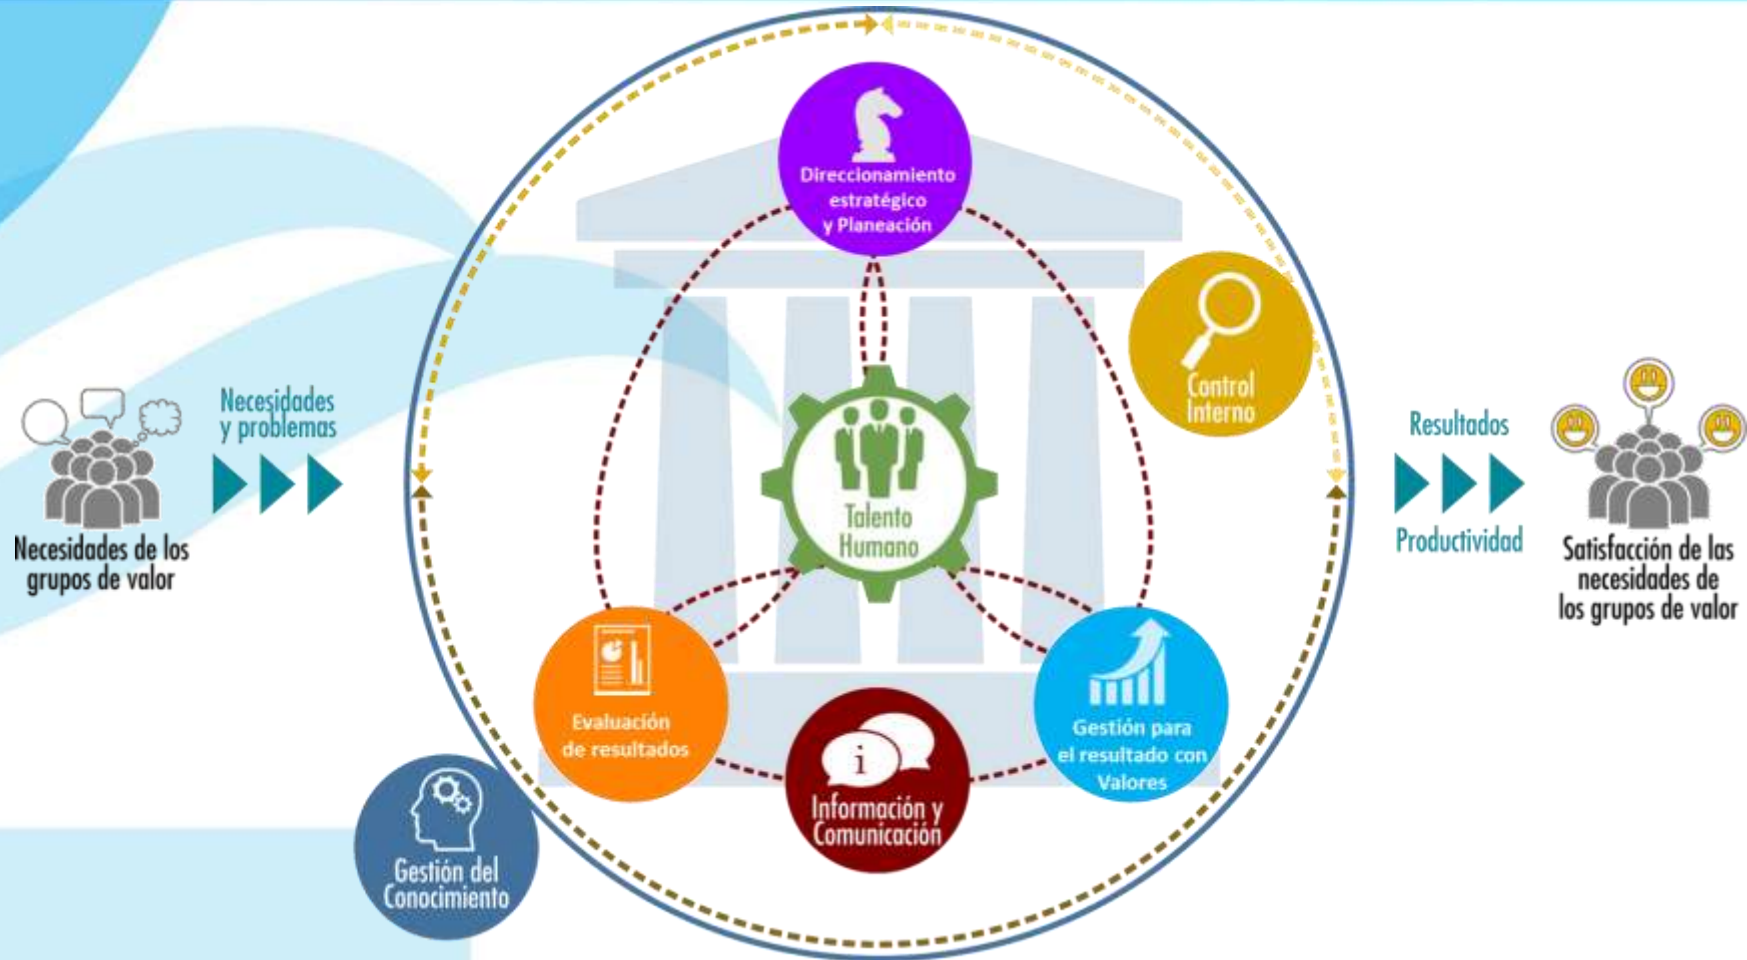 Direccionamiento
estratégico
y Planeación
Necesidades
y problemas
Necesidades de los
grupos de valor
Control
Interno
Talento
Humano
Resultados
Productividad
Satisfacción de las
necesidades de
los grupos de valor
Evaluación
de resultados
i
Información y
Comunicación
Gestión para
el resultado con
Valores
Gestión del
Conocimiento